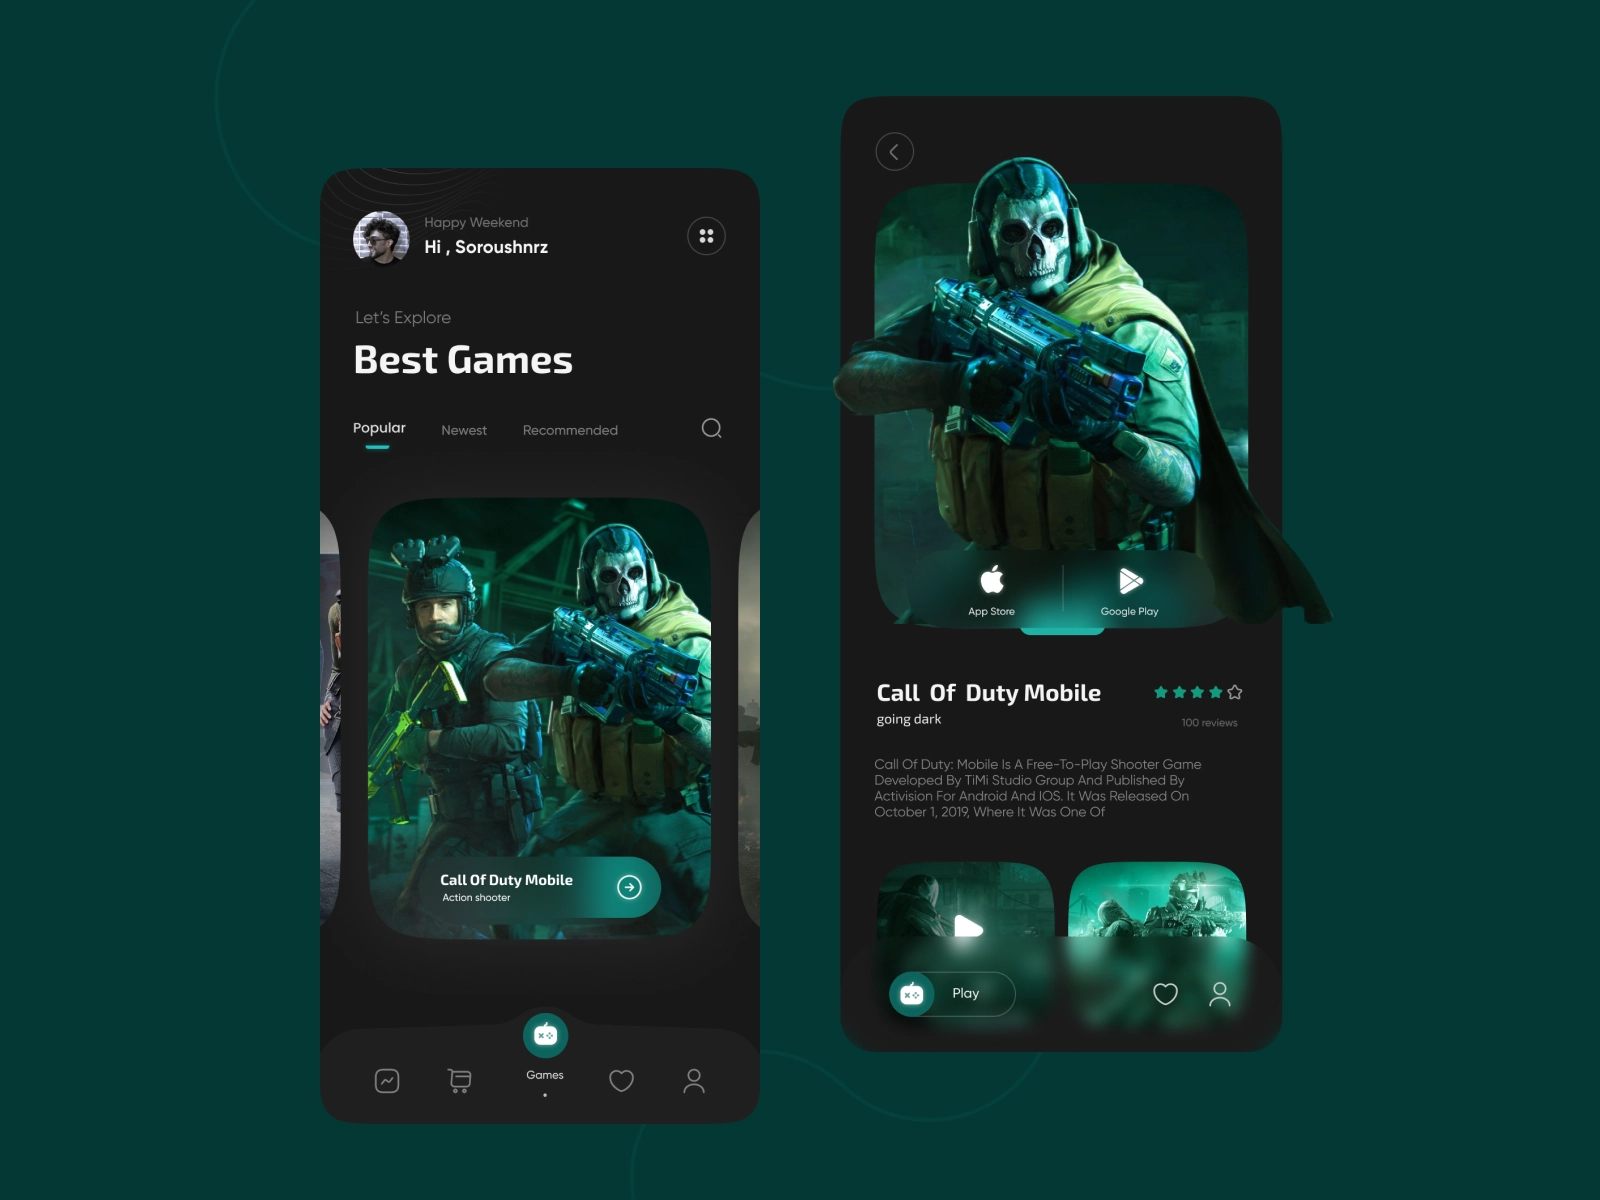 Happy Weekend
Hi , Soroushnrz
Let's Explore
Best Games
Popular
Newest
Recommended
Call Of Duty Mobile
Action shooter
Games
App Store
Google Play
Call Of Duty Mobile
going dark
100 reviews
Call Of Duty: Mobile Is A Free-To-Play Shooter Game
Developed By TiMi Studio Group And Published By
Activision For Android And IOS. It Was Released On
October 1, 2019, Where It Was One Of
Play